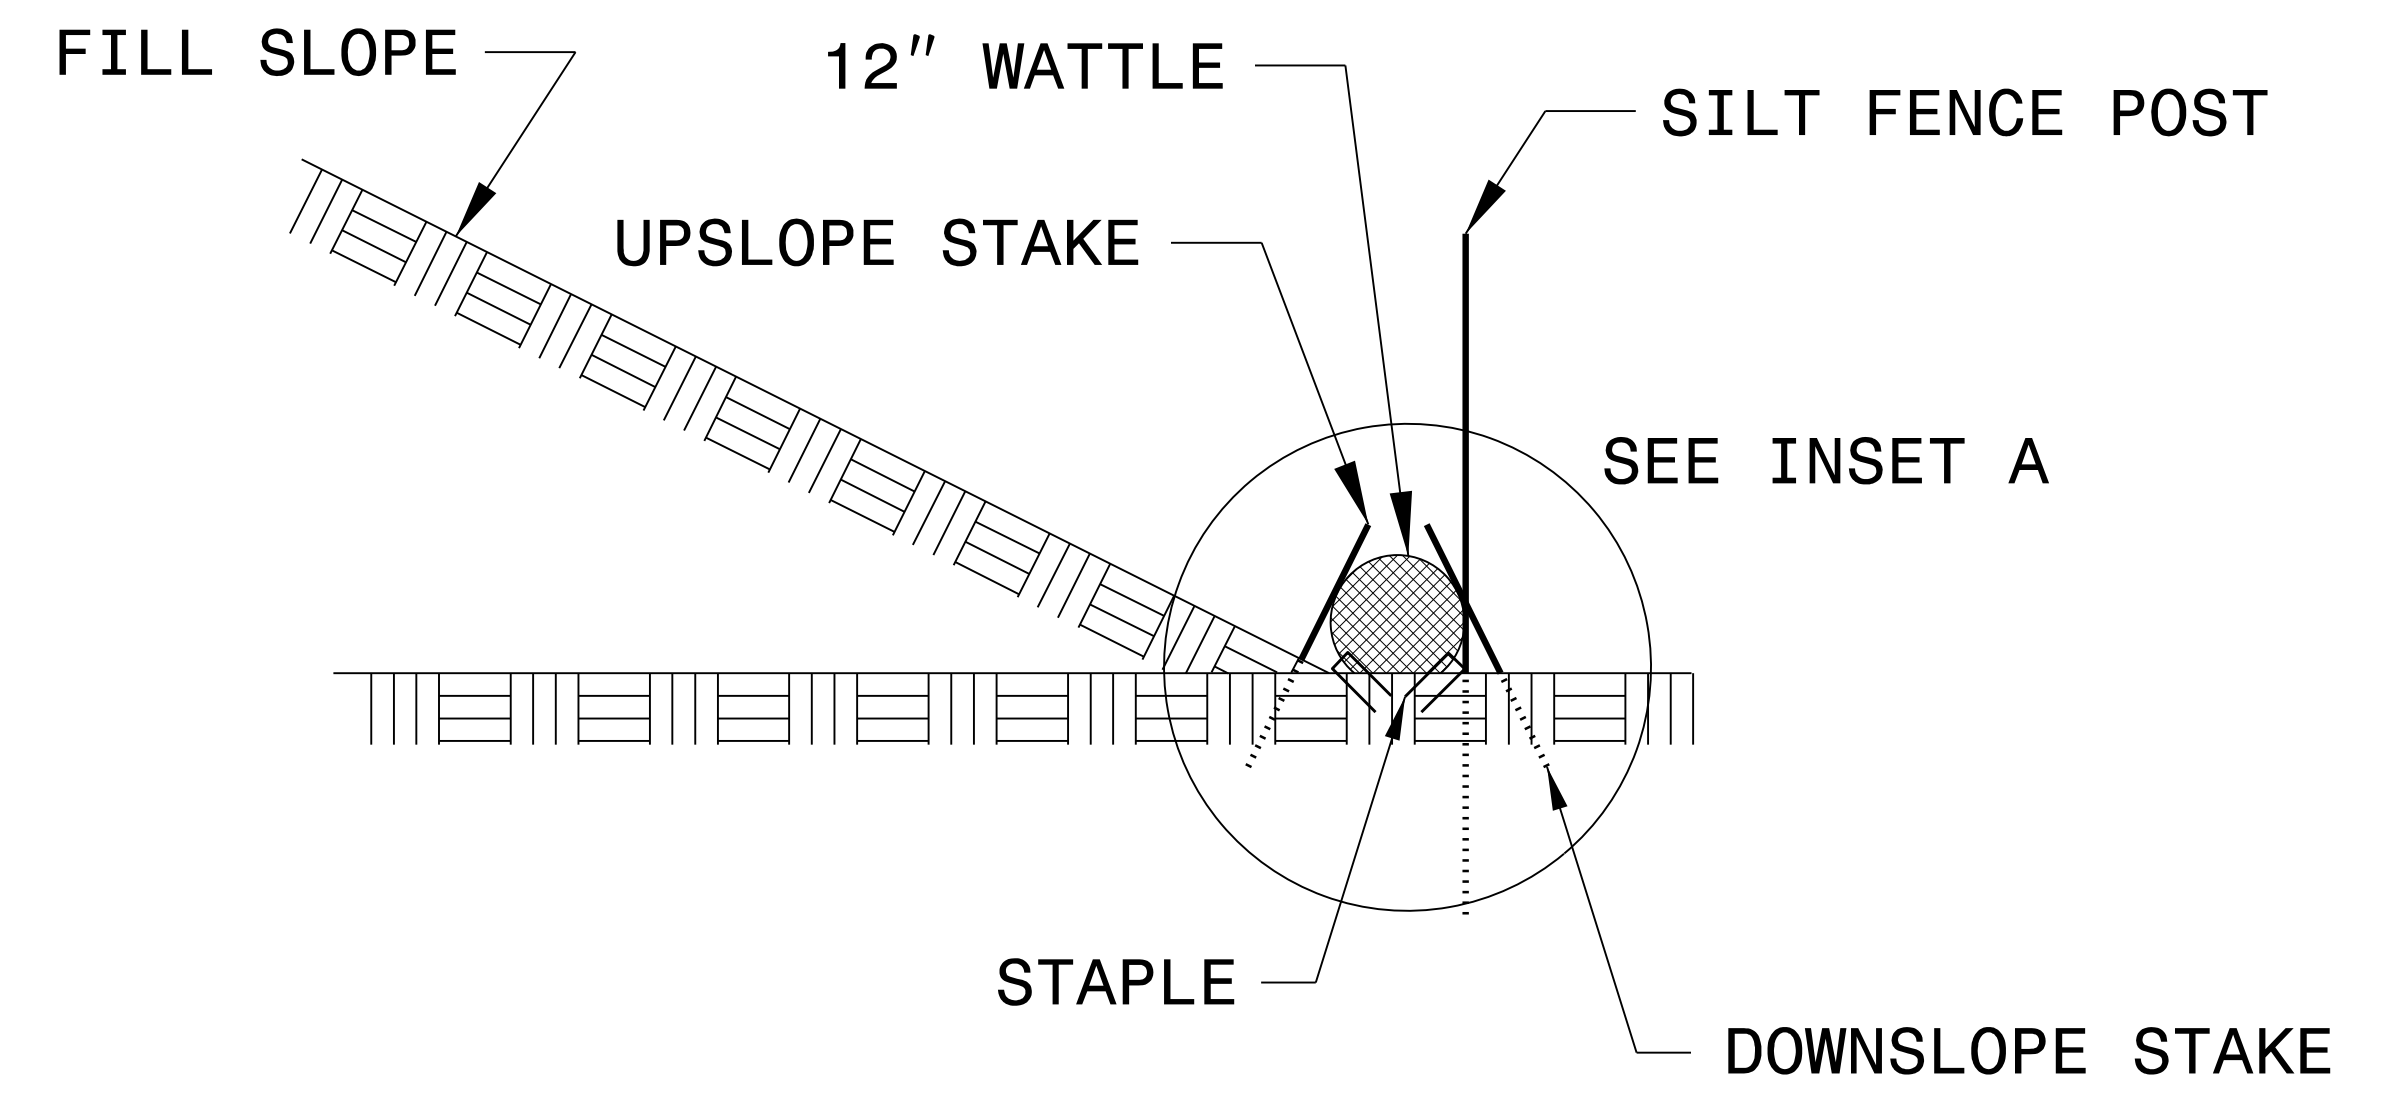 FILL SLOPE
12" WATTLE
SILT FENCE POST
UPSLOPE STAKE
SEE INSET A
STAPLE
DOWNSLOPE STAKE